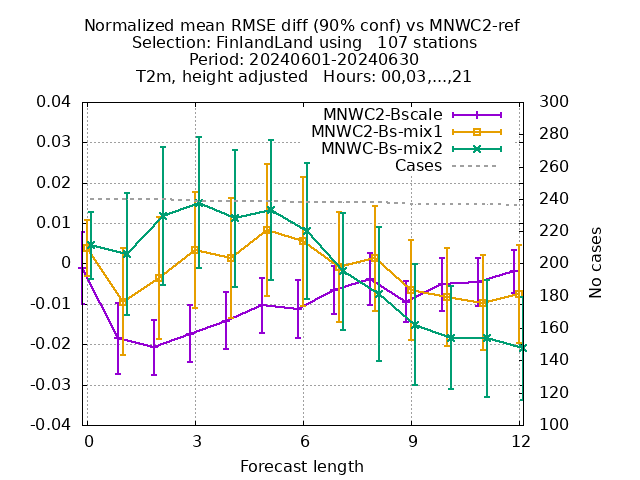 Normalized mean RMSE diff (90% conf) vs MNWC2-ref
Selection: FinlandLand using   107 stations
Period: 20240601-20240630
T2m, height adjusted   Hours: 00,03,...,21
MNWC2-Bscale
MNWC2-Bs-mix1
MNWC-Bs-mix2
Cases
0.04
0.03
0.02
0.01
0
-0.01
-0.02
-0.03
-0.04
300
280
260
240
220
200
180
160
140
120
100
No cases
0 3 6 9 12
Forecast length